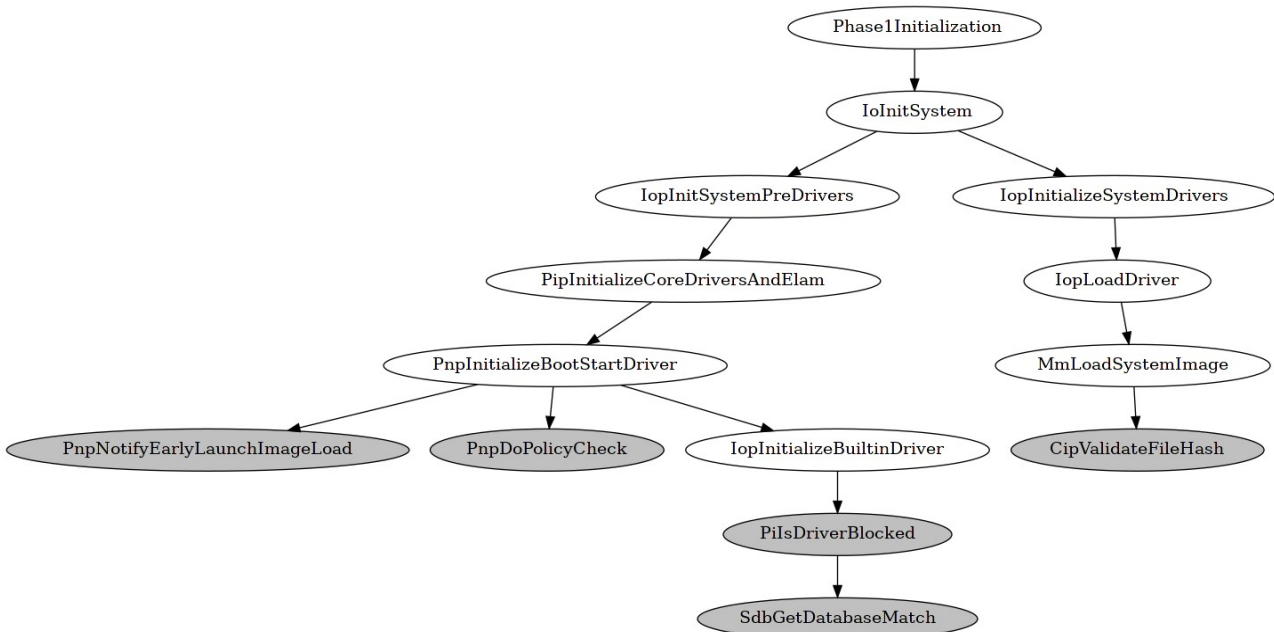 Phase1Initialization
IoInitSystem
IopInitSystemPreDrivers
IopInitializeSystemDrivers
PipInitializeCoreDriversAndElam
IopLoadDriver
PnpInitializeBootStartDriver
MmLoadSystemImage
PnpNotifyEarlyLaunchImageLoad
PnpDoPolicyCheck
IopInitializeBuiltinDriver
CipValidateFileHash
PiIsDriverBlocked
SdbGetDatabaseMatch